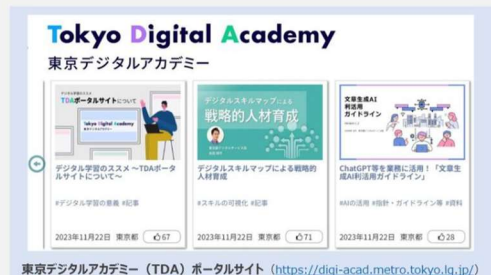 Tokyo Digital Academy
東京デジタルアカデミー
デジタル学習のススメ
TDAポータルサイトについて
Tokyo Digital Academy
デジタルスキルマップによる
戦略的人材育成
文章生成AI
利活用
ガイドライン
デジタル学習のススメ ~TDAポータ
ルサイトについて~
#デジタル学習の意義 #記事
2023年11月22日 東京都 67
デジタルスキルマップによる戦略的
人材育成
#スキルの可視化 #記事
2023年11月22日 東京都 71
ChatGPT等を業務に活用!「文章生
成AI利活用ガイドライン」
#AIの活用 #指針・ガイドライン等 #資料
2023年11月22日 東京都 28
東京デジタルアカデミー(TDA)ポータルサイト(https://digi-acad.metro.tokyo.lg.jp/)